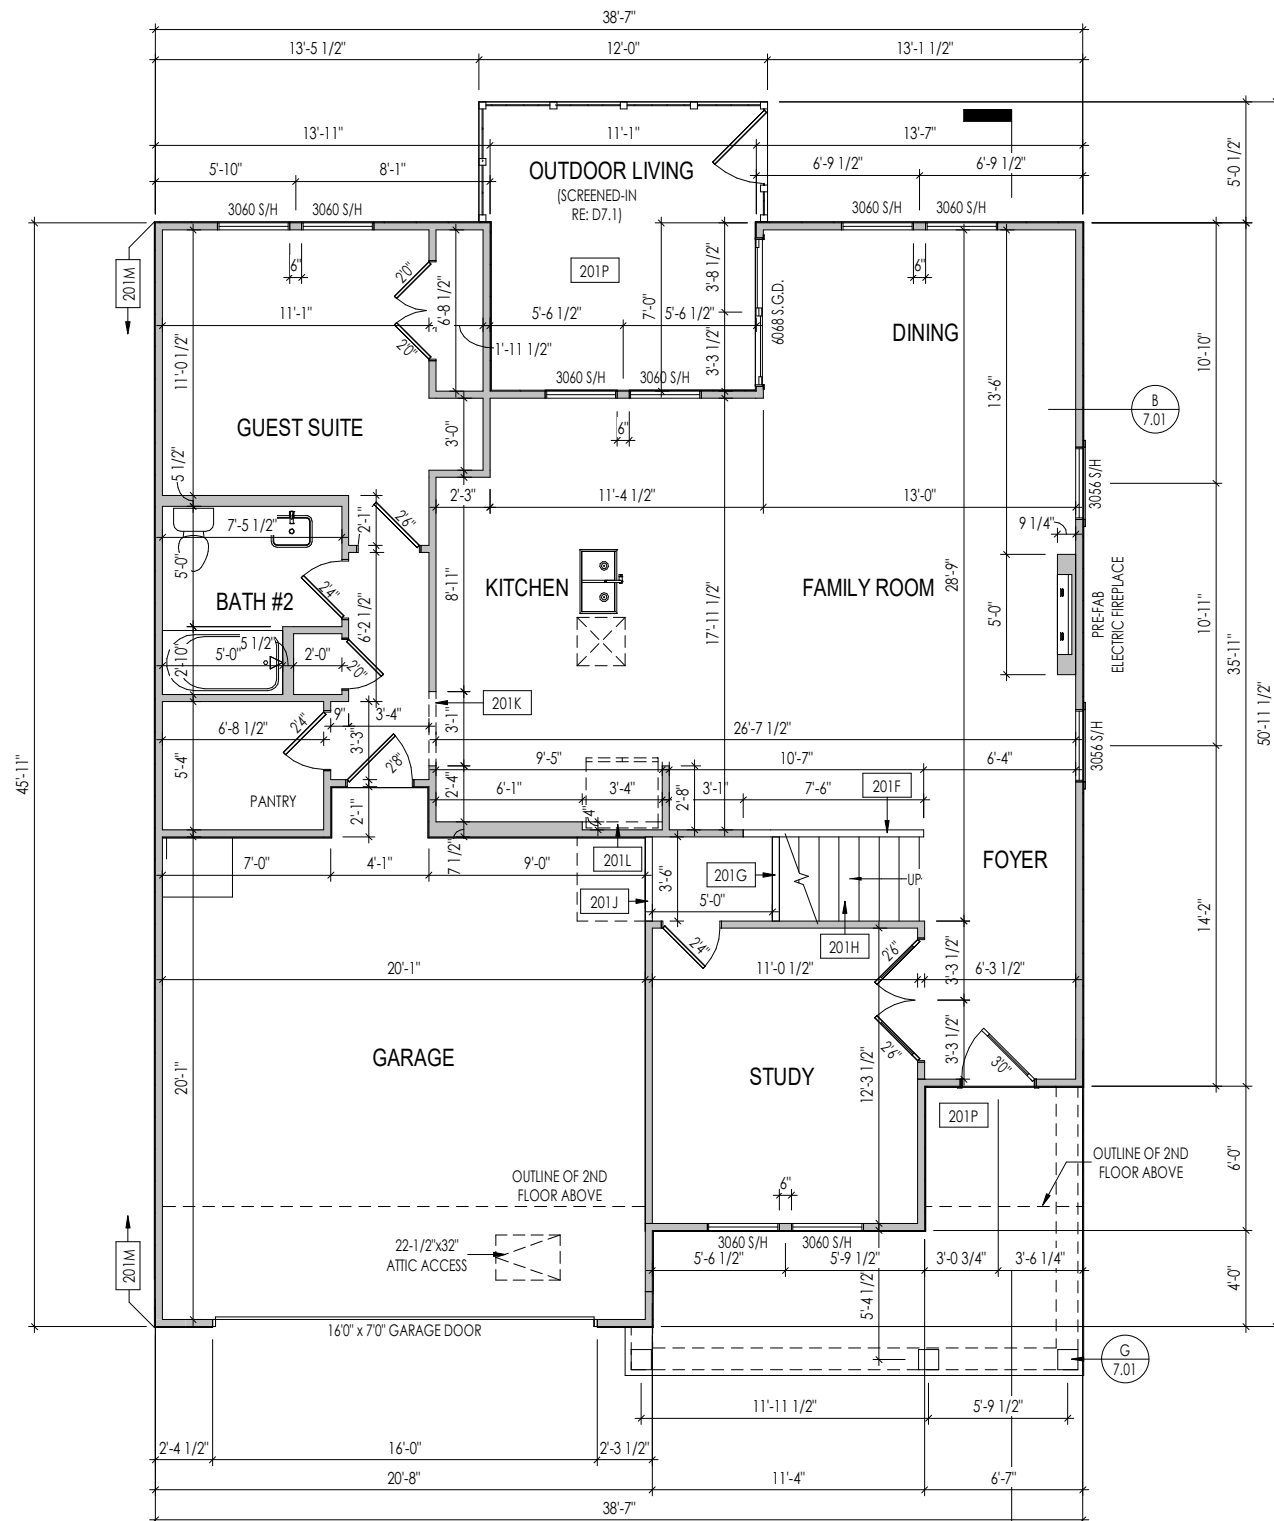 38'-7"
13'-5 1/2"
12'-0"
13'-1 1/2"
13'-11"
11'-1"
13'-7"
5'-10"
8'-1"
OUTDOOR LIVING
(SCREENED-IN
RE: D7.1)
6'-9 1/2"
6'-9 1/2"
5'-0 1/2"
3060 S/H
3060 S/H
3060 S/H
3060 S/H
201M
6"
2'0"
6'-8 1/2"
201P
7'-0"
3'-8 1/2"
6"
11'-1"
5'-6 1/2"
5'-6 1/2"
6068 S.G.D.
DINING
2'0"
1'-11 1/2"
3'-3 1/2"
11'-0 1/2"
3060 S/H
3060 S/H
13'-6"
10'-10"
B
7.01
GUEST SUITE
3'-0"
6"
5 1/2"
2'-3"
11'-4 1/2"
13'-0"
3056 S/H
7'-5 1/2"
2'-1"
2'6"
9 1/4"
5'-0"
2'4"
8'-11"
KITCHEN
FAMILY ROOM
28'-9"
BATH #2
6'-2 1/2"
17'-11 1/2"
5'-0"
PRE-FAB
ELECTRIC FIREPLACE
10'-11"
35'-11"
50'-11 1/2"
5 1/2"
2'-10"
5'-0"
2'-0"
2'0"
201K
45'-11"
6'-8 1/2"
2'4"
9"
3'-4"
3'-1"
26'-7 1/2"
3'-3"
2'8"
9'-5"
10'-7"
6'-4"
3056 S/H
5'-4"
2'-4"
6'-1"
3'-4"
2'-8"
3'-1"
7'-6"
201F
PANTRY
2'-1"
4"
7'-0"
4'-1"
7 1/2"
9'-0"
201L
3'-6"
201G
UP
FOYER
201J
5'-0"
201H
14'-2"
2'4"
2'6"
3'-3 1/2"
20'-1"
11'-0 1/2"
6'-3 1/2"
GARAGE
20'-1"
STUDY
12'-3 1/2"
2'6"
3'-3 1/2"
3'0"
201P
OUTLINE OF 2ND
FLOOR ABOVE
OUTLINE OF 2ND
FLOOR ABOVE
6"
6'-0"
201M
22-1/2"x32"
ATTIC ACCESS
3060 S/H
3060 S/H
5'-6 1/2"
5'-9 1/2"
3'-0 3/4"
3'-6 1/4"
5'-4 1/2"
4'-0"
16'0" x 7'0" GARAGE DOOR
G
7.01
11'-11 1/2"
5'-9 1/2"
2'-4 1/2"
16'-0"
2'-3 1/2"
20'-8"
11'-4"
6'-7"
38'-7"